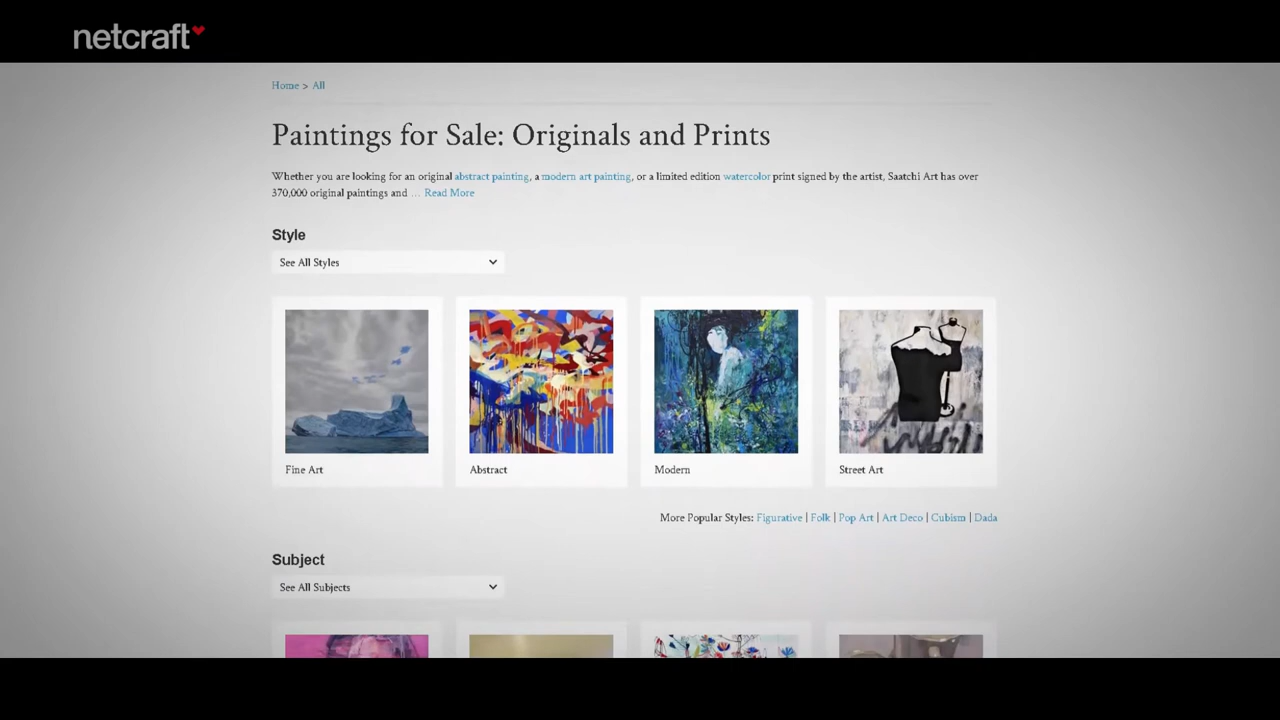 netcraft
Home > All
Paintings for Sale: Originals and Prints
Whether you are looking for an original abstract painting, a modern art painting, or a limited edition watercolor print signed by the artist, Saatchi Art has over
370,000 original paintings and ... Read More
Style
See All Styles
Fine Art
Abstract
Modern
Street Art
More Popular Styles: Figurative | Folk | Pop Art | Art Deco | Cubism | Dada
Subject
See All Subjects